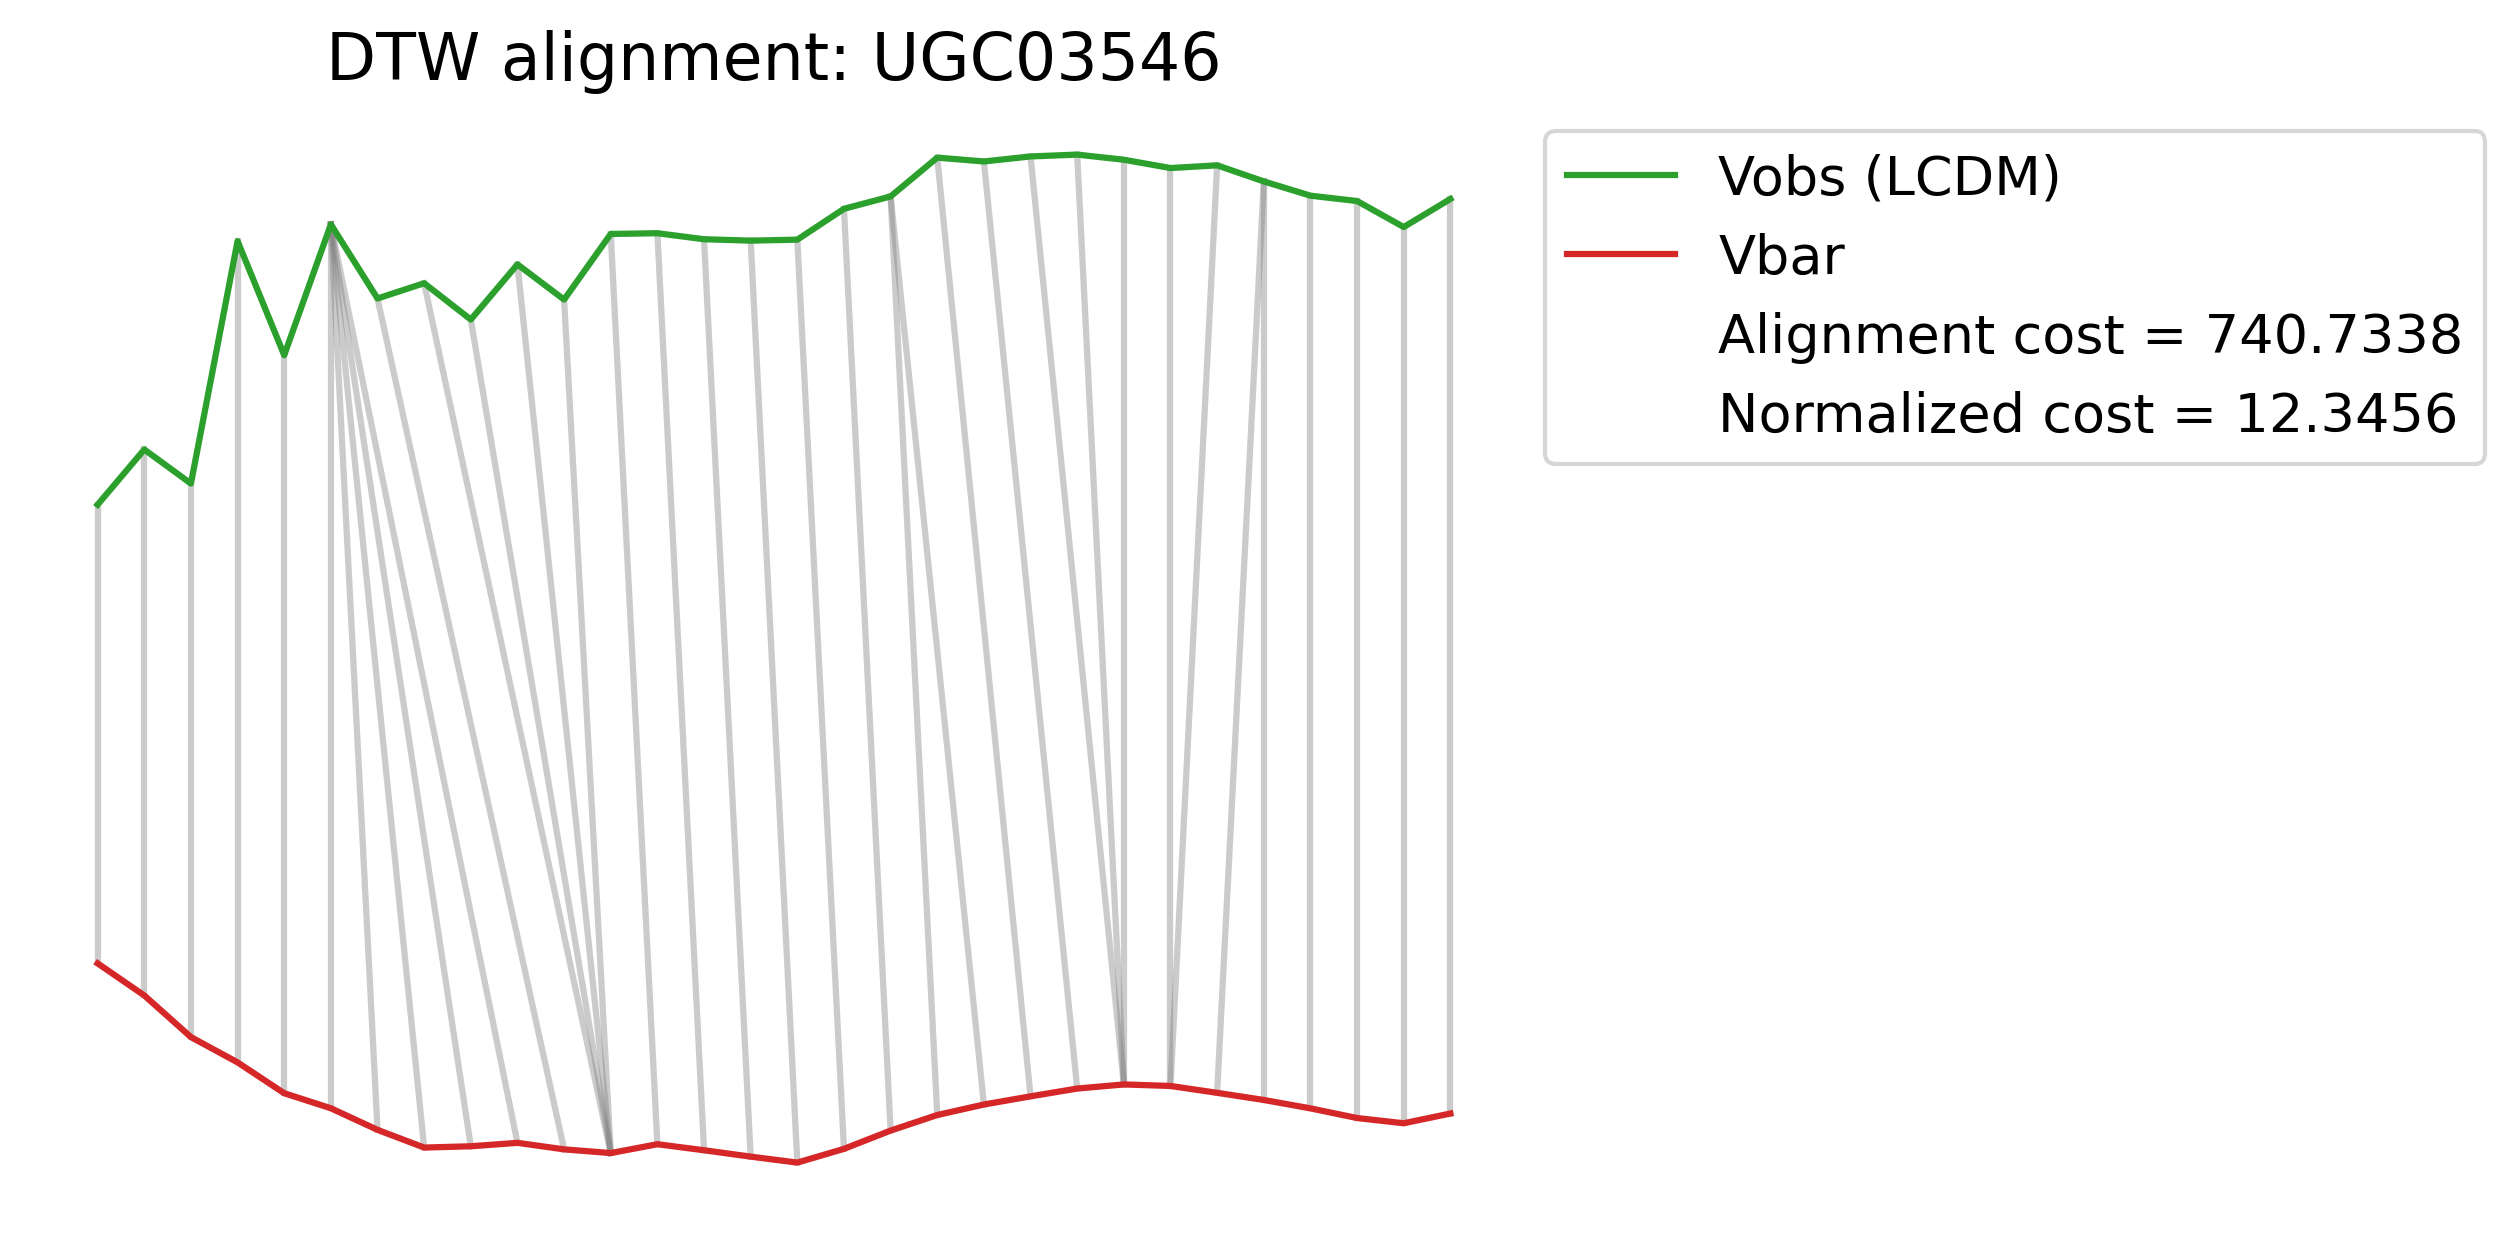 DTW alignment: UGC03546
Vobs (LCDM)
Vbar
Alignment cost = 740.7338
Normalized cost = 12.3456